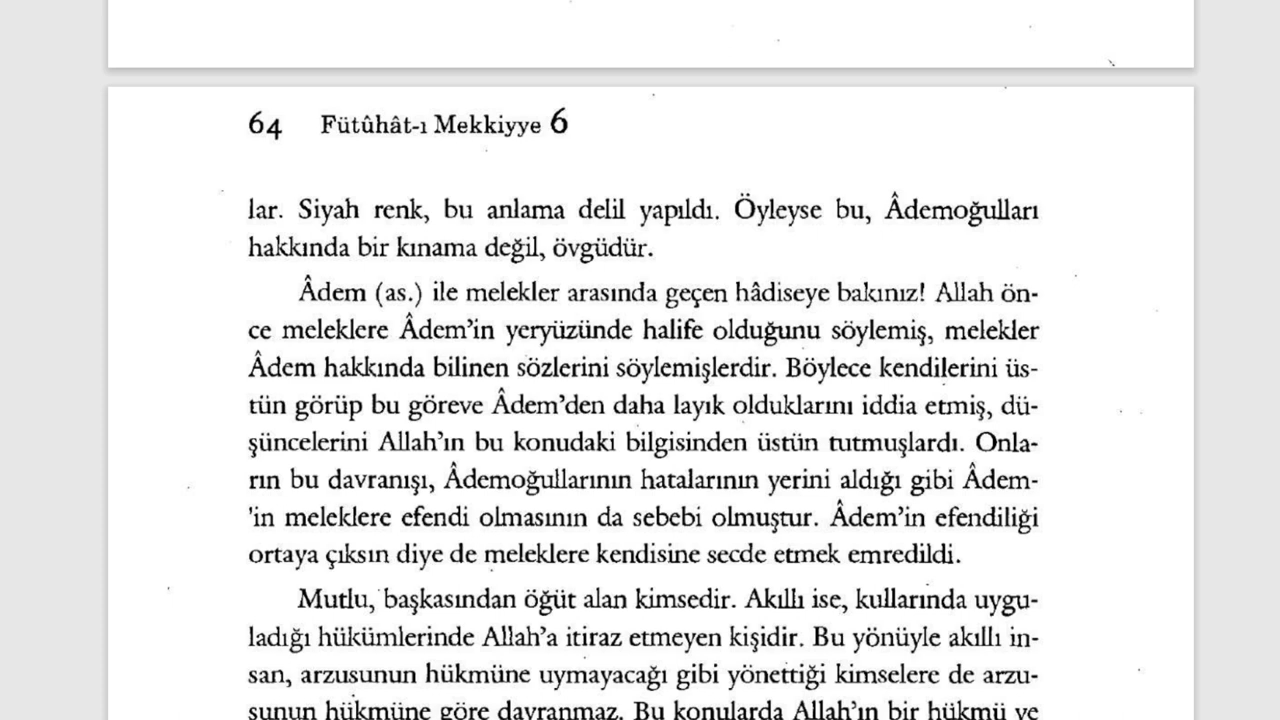 64 Fütûhât-ı Mekkiyye 6
lar. Siyah renk, bu anlama delil yapıldı. Öyleyse bu, Âdemoğulları
hakkında bir kınama değil, övgüdür.
Âdem (as.) ile melekler arasında geçen hâdiseye bakınız! Allah ön-
ce meleklere Âdem’in yeryüzünde halife olduğunu söylemiş, melekler
Âdem hakkında bilinen sözlerini söylemişlerdir. Böylece kendilerini üs-
tün görüp bu göreve Âdem’den daha layık olduklarını iddia etmiş, dü-
şüncelerini Allah’ın bu konudaki bilgisinden üstün tutmuşlardı. Onla-
rın bu davranışı, Âdemoğullarının hatalarının yerini aldığı gibi Âdem-
'in meleklere efendi olmasının da sebebi olmuştur. Âdem’in efendiliği
ortaya çıksın diye de meleklere kendisine secde etmek emredildi.
Mutlu, başkasından öğüt alan kimsedir. Akıllı ise, kullarında uygu-
ladığı hükümlerinde Allah’a itiraz etmeyen kişidir. Bu yönüyle akıllı in-
san, arzusunun hükmüne uymayacağı gibi yönettiği kimselere de arzu-
sunun hükmüne göre davranmaz. Bu konularda Allah’ın bir hükmü ve